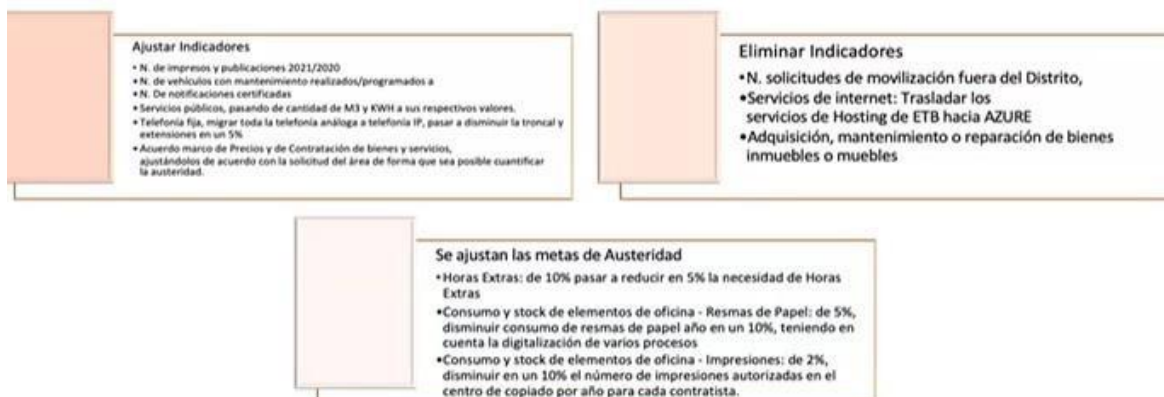 Ajustar Indicadores
• N. de impresos y publicaciones 2021/2020
• N. de vehículos con mantenimiento realizados/programados a
• N. De notificaciones certificadas
• Servicios públicos, pasando de cantidad de M3 y KWH a sus respectivos valores.
• Telefonía fija, migrar toda la telefonía análoga a telefonía IP, pasar a disminuir la troncal y
extensiones en un 5%
• Acuerdo marco de Precios y de Contratación de bienes y servicios,
ajustándolos de acuerdo con la solicitud del área de forma que sea posible cuantificar
la austeridad.
Eliminar Indicadores
•N. solicitudes de movilización fuera del Distrito,
•Servicios de internet: Trasladar los
servicios de Hosting de ETB hacia AZURE
•Adquisición, mantenimiento o reparación de bienes
inmuebles o muebles
Se ajustan las metas de Austeridad
•Horas Extras: de 10% pasar a reducir en 5% la necesidad de Horas
Extras
•Consumo y stock de elementos de oficina - Resmas de Papel: de 5%,
disminuir consumo de resmas de papel año en un 10%, teniendo en
cuenta la digitalización de varios procesos
•Consumo y stock de elementos de oficina - Impresiones: de 2%,
disminuir en un 10% el número de impresiones autorizadas en el
centro de copiado por año para cada contratista.